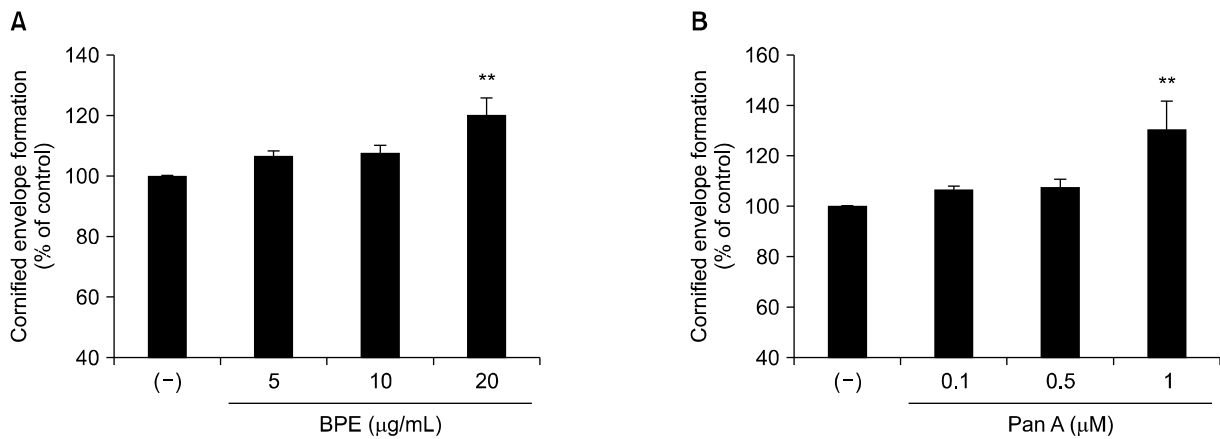 A
Cornified envelope formation
(% of control)
140
120
100
80
60
40
**
(−)
5
10
20
BPE (μg/mL)
B
Cornified envelope formation
(% of control)
160
140
120
100
80
60
40
**
(−)
0.1
0.5
1
Pan A (μM)